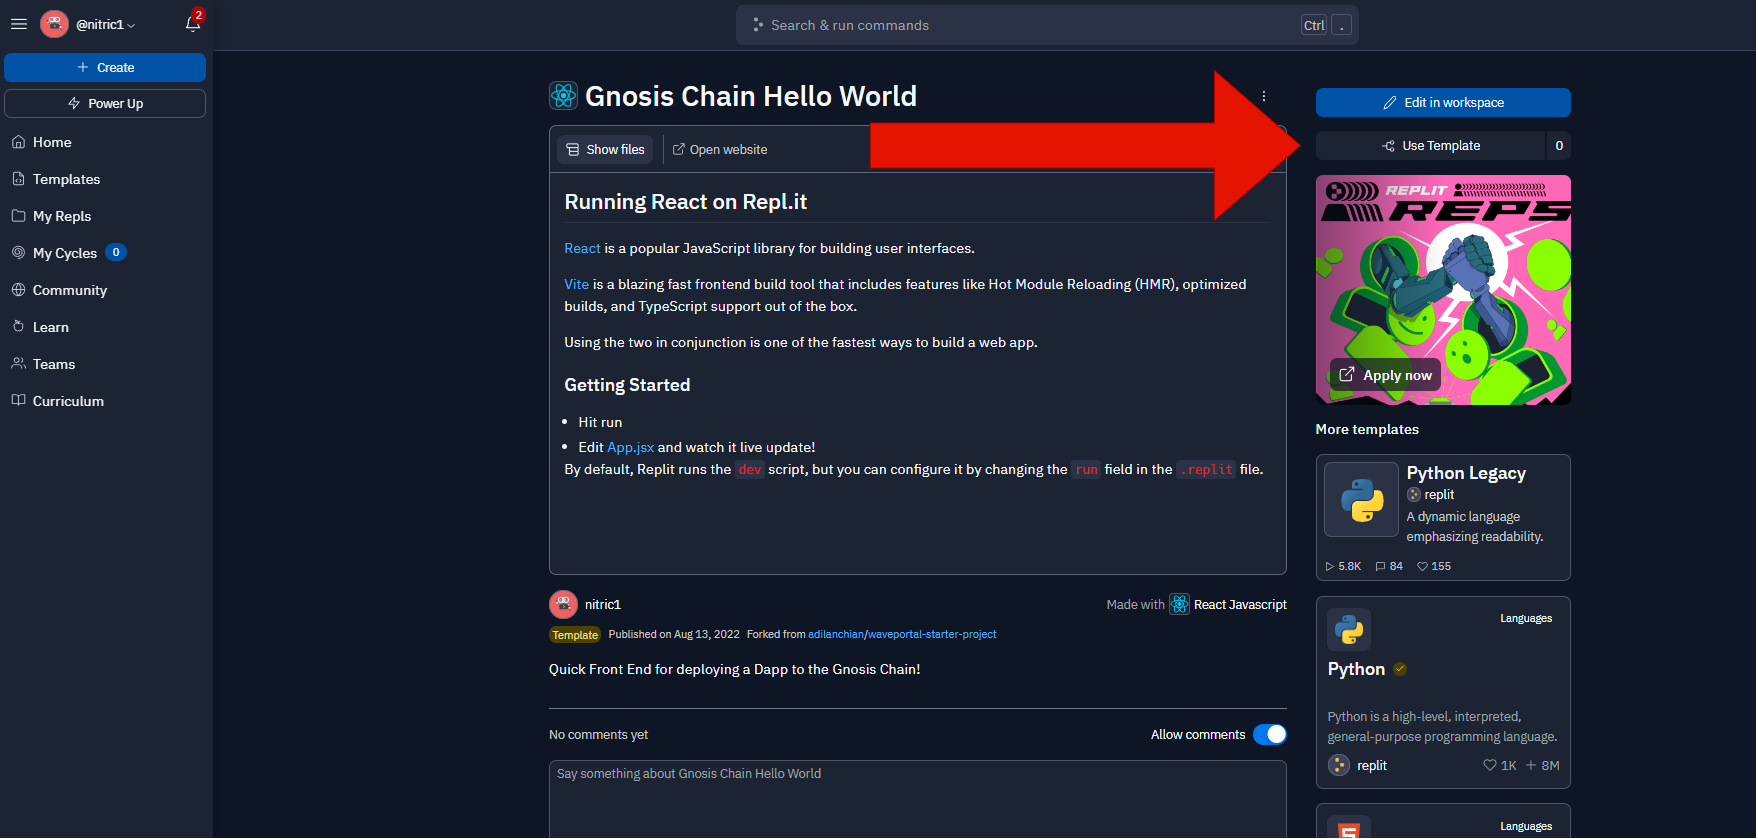 @nitric1
2
Search & run commands
Ctrl .
Create
Power Up
Home
Templates
My Repls
My Cycles 0
Community
Learn
Teams
Curriculum
Gnosis Chain Hello World
Show files
Open website
Running React on Repl.it
React is a popular JavaScript library for building user interfaces.
Vite is a blazing fast frontend build tool that includes features like Hot Module Reloading (HMR), optimized
builds, and TypeScript support out of the box.
Using the two in conjunction is one of the fastest ways to build a web app.
Getting Started
• Hit run
• Edit App.jsx and watch it live update!
By default, Replit runs the dev script, but you can configure it by changing the run field in the .replit file.
nitric1
Made with React Javascript
Template Published on Aug 13, 2022 Forked from adilanchian/waveportal-starter-project
Quick Front End for deploying a Dapp to the Gnosis Chain!
No comments yet
Allow comments
Say something about Gnosis Chain Hello World
Edit in workspace
Use Template 0
REPLIT
REPS
Apply now
More templates
Python Legacy
replit
A dynamic language
emphasizing readability.
5.8K 84 155
Languages
Python
Python is a high-level, interpreted,
general-purpose programming language.
replit 1K 8M
Languages